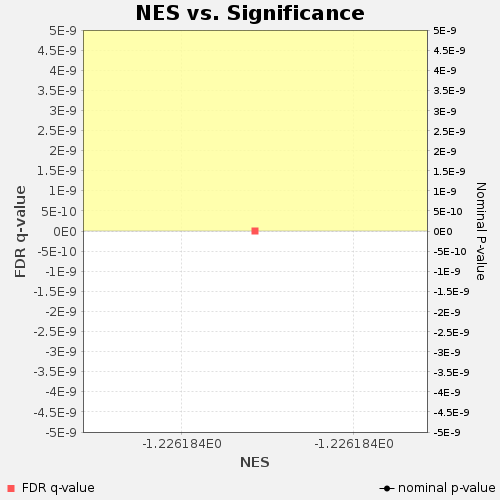 NES vs. Significance
FDR q-value
5E-9
4.5E-9
4E-9
3.5E-9
3E-9
2.5E-9
2E-9
1.5E-9
1E-9
5E-10
0E0
-5E-10
-1E-9
-1.5E-9
-2E-9
-2.5E-9
-3E-9
-3.5E-9
-4E-9
-4.5E-9
-5E-9
5E-9
4.5E-9
4E-9
3.5E-9
3E-9
2.5E-9
2E-9
1.5E-9
1E-9
5E-10
0E0
-5E-10
-1E-9
-1.5E-9
-2E-9
-2.5E-9
-3E-9
-3.5E-9
-4E-9
-4.5E-9
-5E-9
Nominal P-value
-1.226184E0 -1.226184E0
NES
FDR q-value nominal p-value